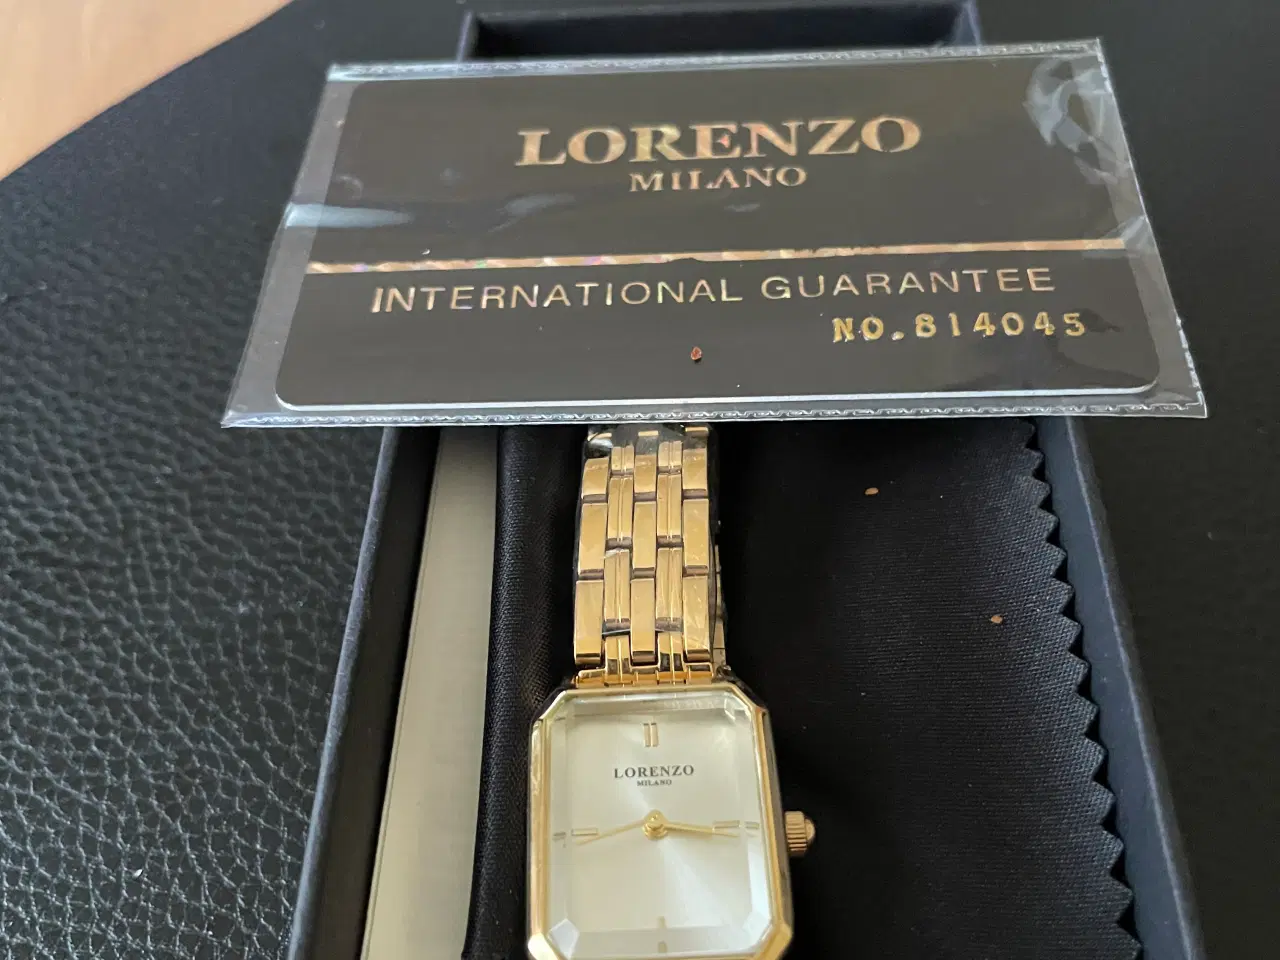 LORENZO
MILANO
INTERNATIONAL GUARANTEE
NO.814045
LORENZO
MILANO